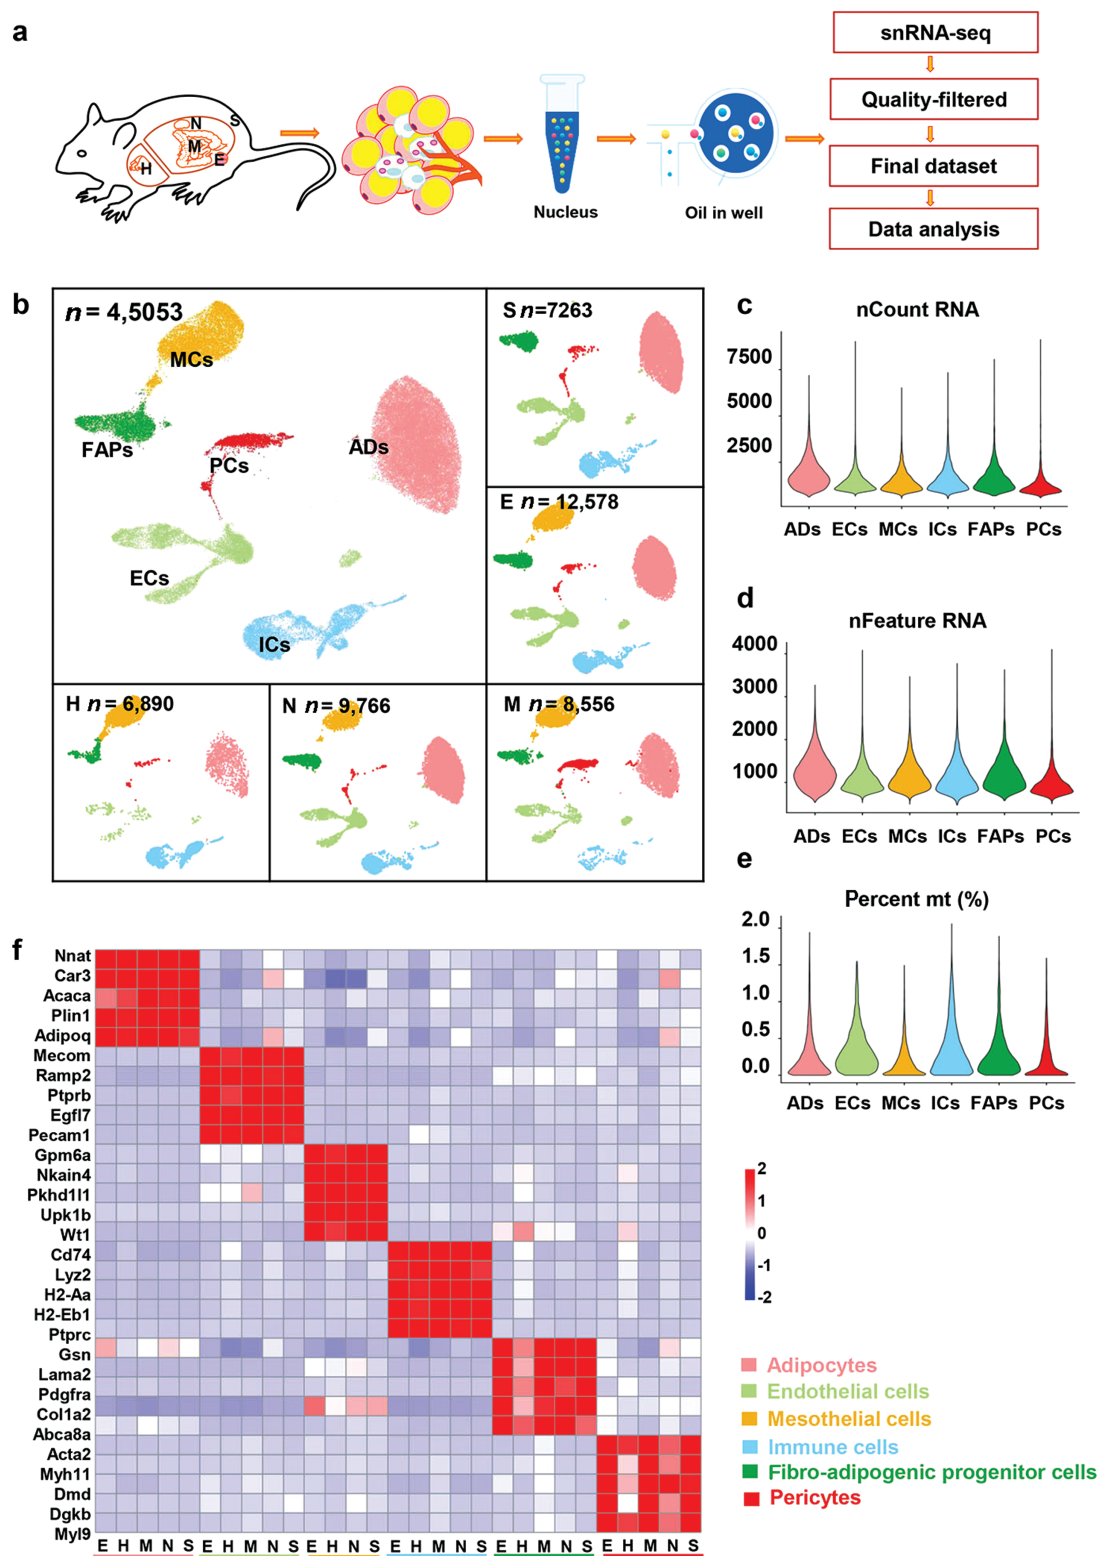 a
snRNA-seq
Quality-filtered
Final dataset
Data analysis
N
S
M
E
H
Nucleus
Oil in well
b
n = 4,5053
MCs
FAPs
PCs
ADs
ECs
ICs
S n=7263
E n = 12,578
H n = 6,890
N n = 9,766
M n = 8,556
c
nCount RNA
7500
5000
2500
ADs ECs MCs ICs FAPs PCs
d
nFeature RNA
4000
3000
2000
1000
ADs ECs MCs ICs FAPs PCs
e
Percent mt (%)
2.0
1.5
1.0
0.5
0.0
ADs ECs MCs ICs FAPs PCs
f
Nnat
Car3
Acaca
Plin1
Adipoq
Mecom
Ramp2
Ptprb
Egfl7
Pecam1
Gpm6a
Nkain4
Pkhd1l1
Upk1b
Wt1
Cd74
Lyz2
H2-Aa
H2-Eb1
Ptprc
Gsn
Lama2
Pdgfra
Col1a2
Abca8a
Acta2
Myh11
Dmd
Dgkb
Myl9
E H M N S E H M N S E H M N E H M N S E H M N S E H M N S
2
1
0
-1
-2
Adipocytes
Endothelial cells
Mesothelial cells
Immune cells
Fibro-adipogenic progenitor cells
Pericytes